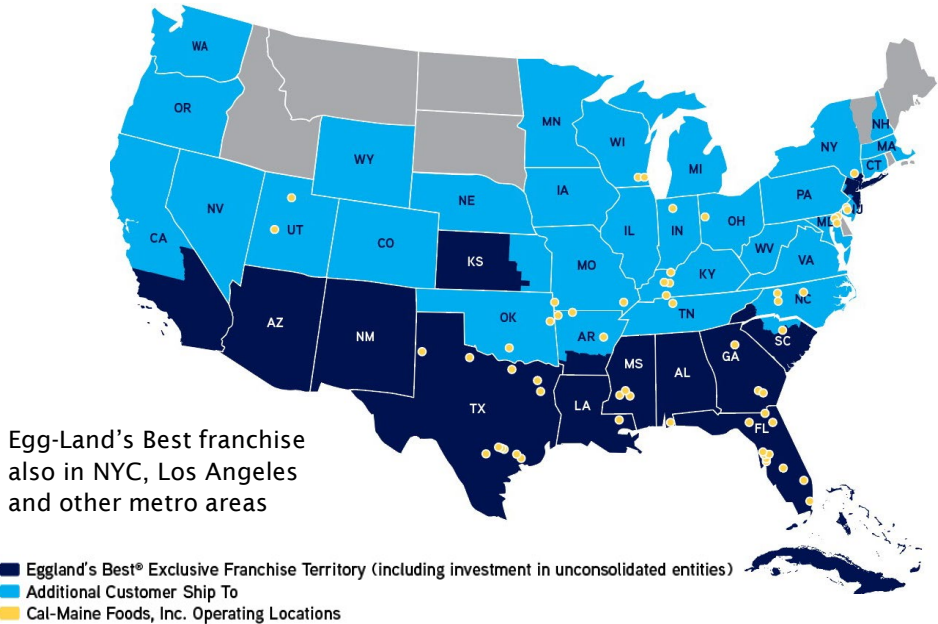 WA
OR
MN
WI
MI
NY
NH
MA
CT
WY
IA
NE
PA
NJ
NV
UT
IL
IN
OH
MD
CA
CO
KS
MO
WV
VA
KY
NC
AZ
NM
OK
AR
TN
SC
GA
MS
AL
TX
LA
FL
Egg-Land's Best franchise
also in NYC, Los Angeles
and other metro areas
Eggland's Best® Exclusive Franchise Territory (including investment in unconsolidated entities)
Additional Customer Ship To
Cal-Maine Foods, Inc. Operating Locations